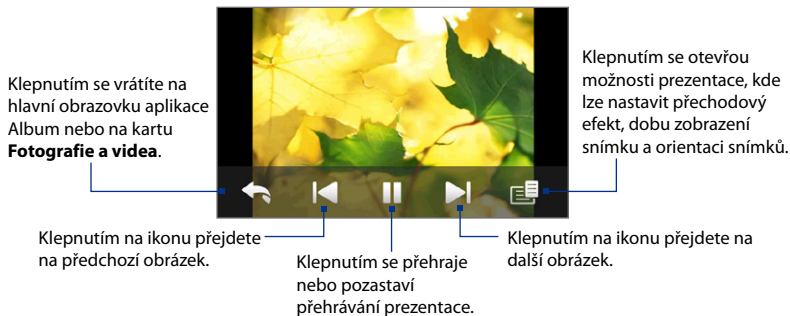 Klepnutím se vrátíte na
hlavní obrazovku aplikace
Album nebo na kartu
Fotografie a videa.
Klepnutím se otevřou
možnosti prezentace, kde
lze nastavit přechodový
efekt, dobu zobrazení
snímku a orientaci snímků.
Klepnutím na ikonu přejdete
na předchozí obrázek.
Klepnutím se přehraje
nebo pozastaví
přehrávání prezentace.
Klepnutím na ikonu přejdete na
další obrázek.